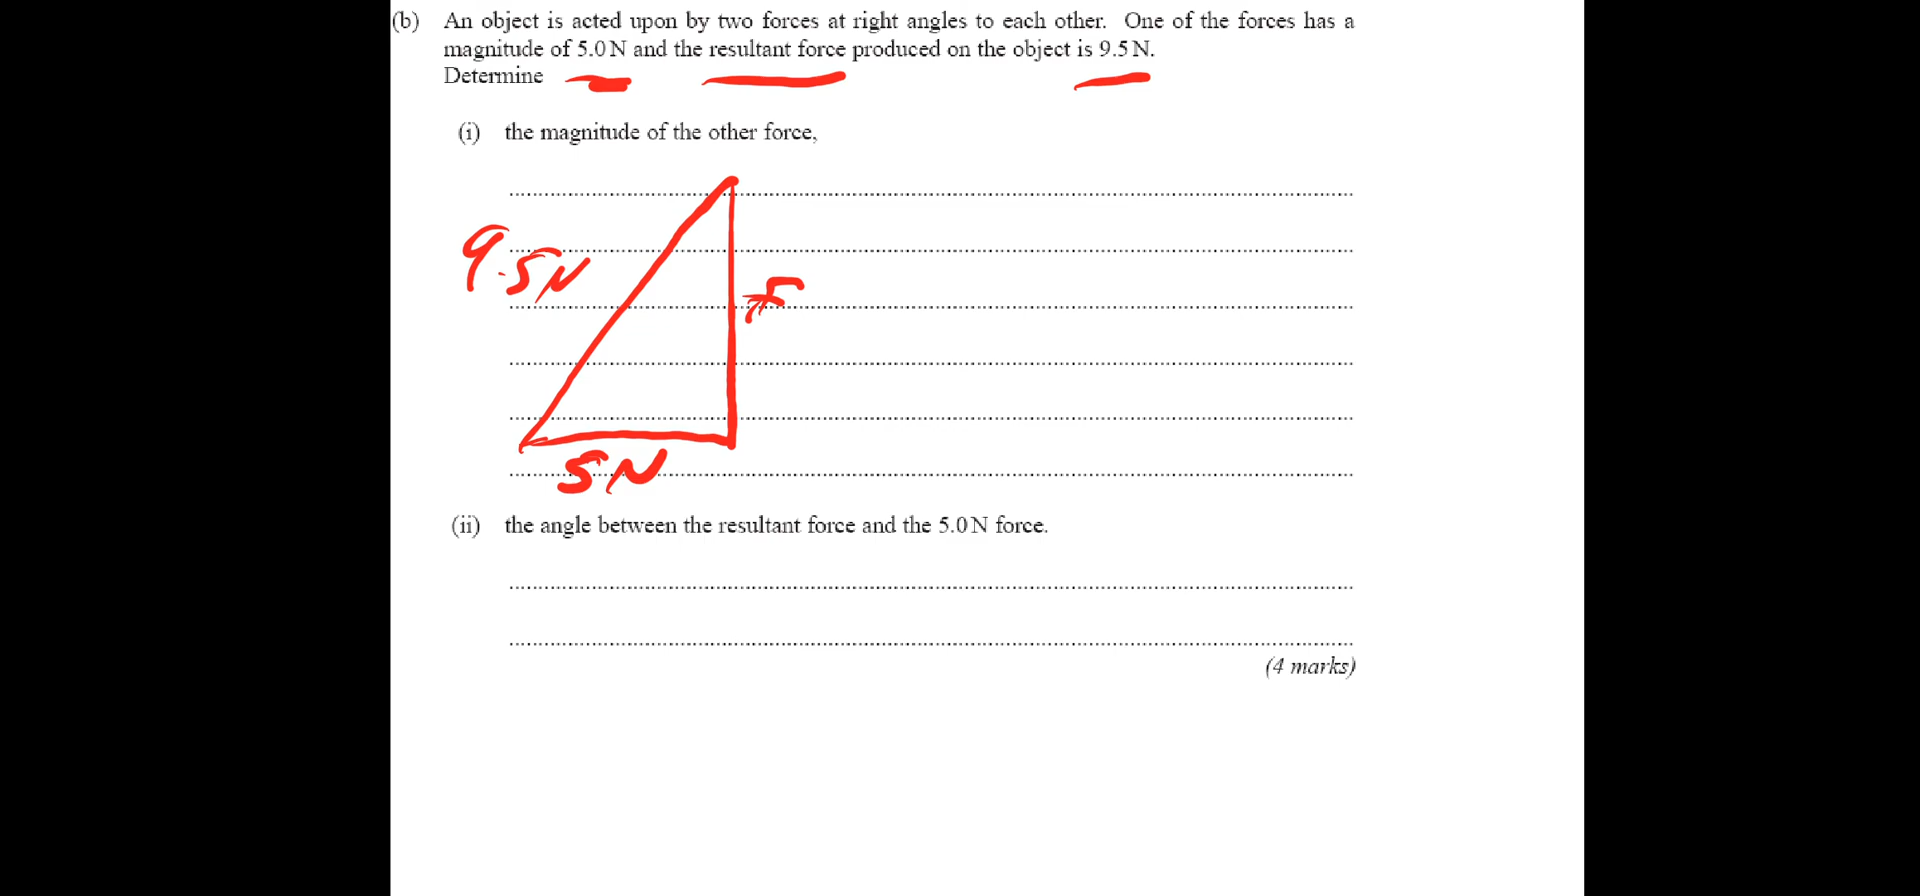 (b) An object is acted upon by two forces at right angles to each other. One of the forces has a
magnitude of 5.0 N and the resultant force produced on the object is 9.5 N.
Determine
(i) the magnitude of the other force,
9.5N
F
5N
(ii) the angle between the resultant force and the 5.0 N force.
(4 marks)